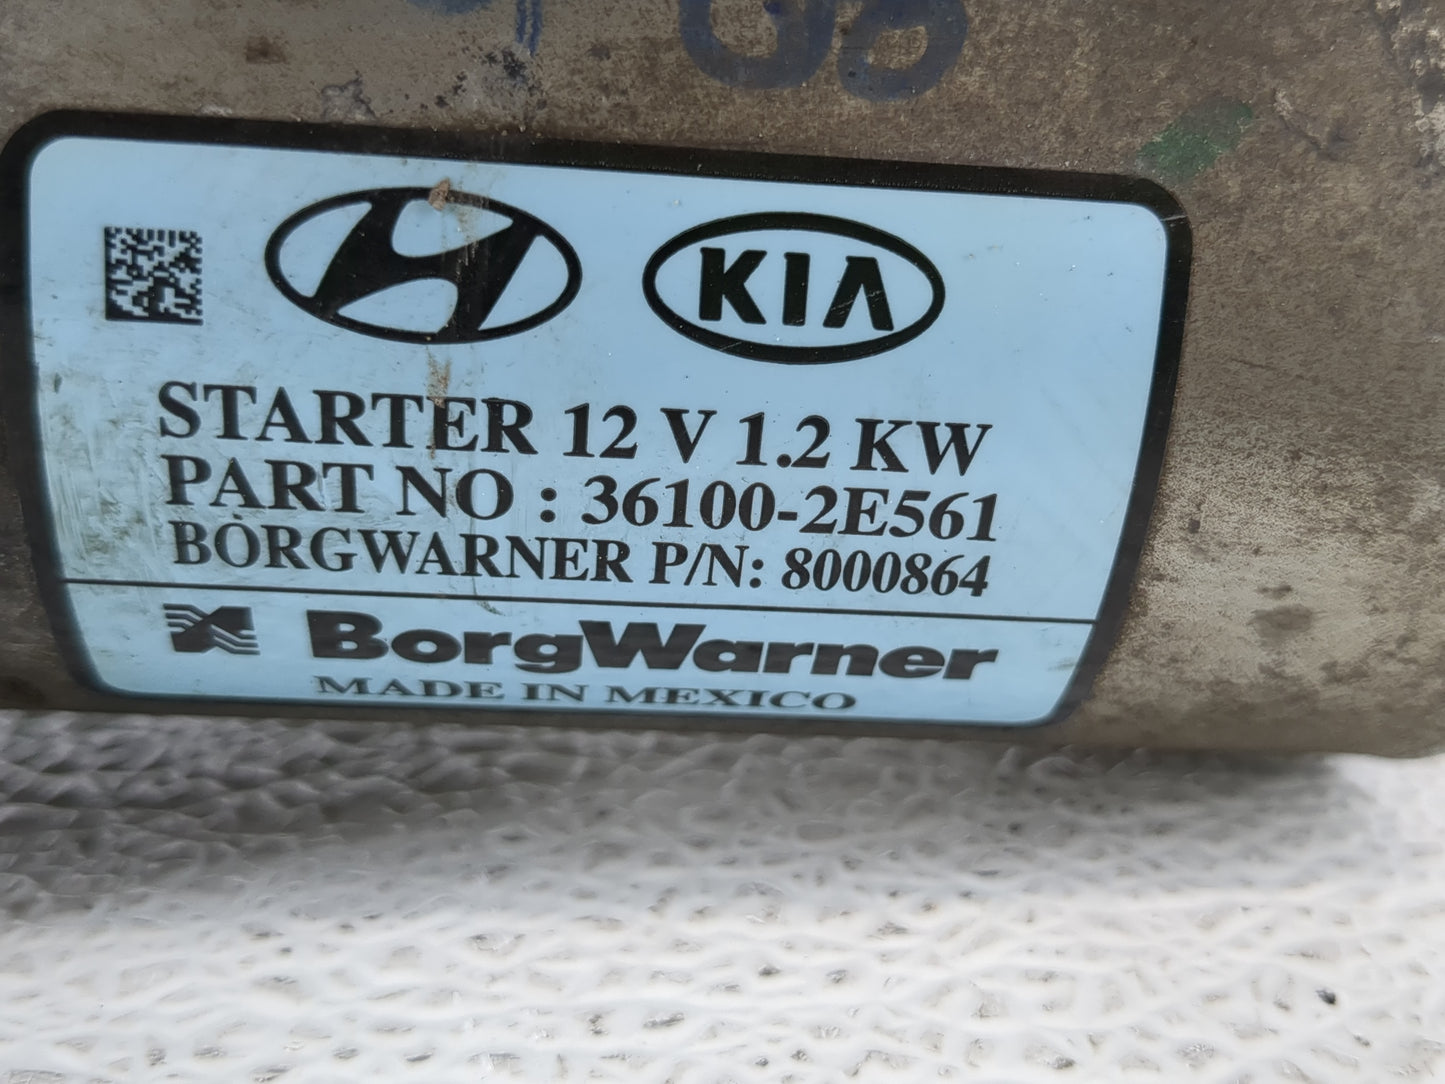 KIA
STARTER 12 V 1.2 KW
PART NO : 36100-2E561
BORGWARNER P/N: 8000864
BorgWarner
MADE IN MEXICO